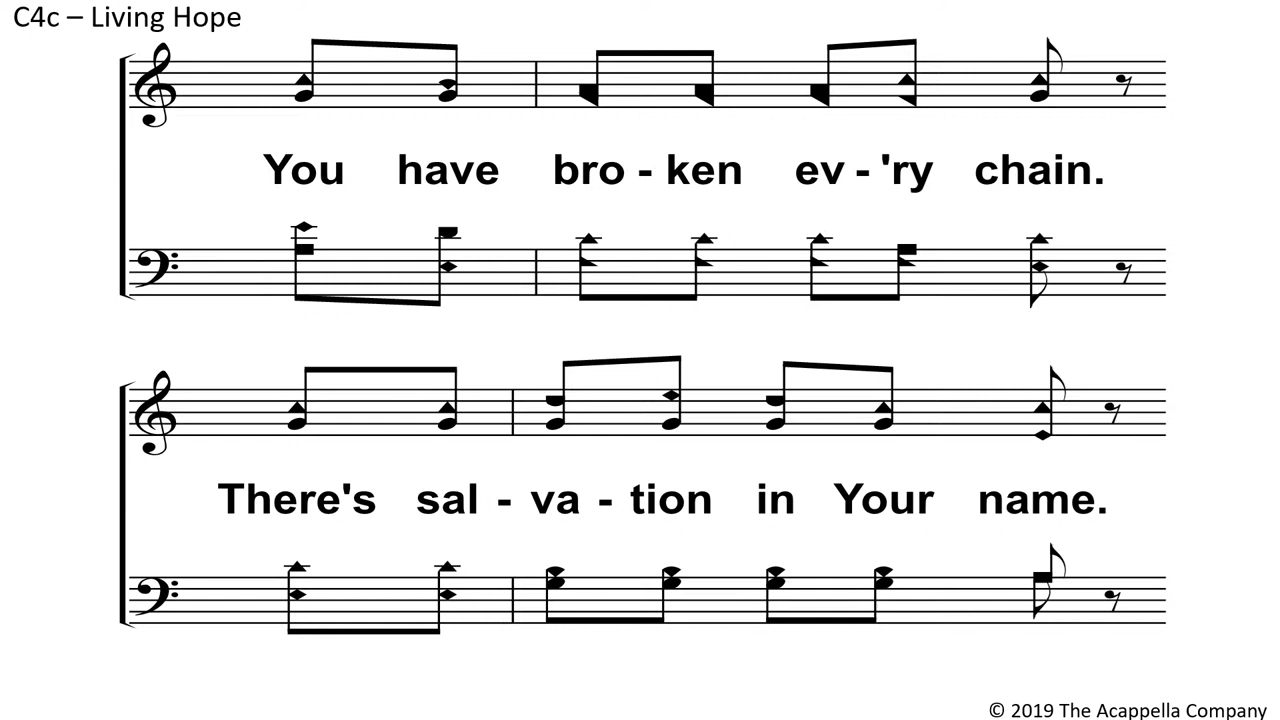 C4c – Living Hope
You have bro - ken ev - 'ry chain.
There's sal - va - tion in Your name.
© 2019 The Acappella Company